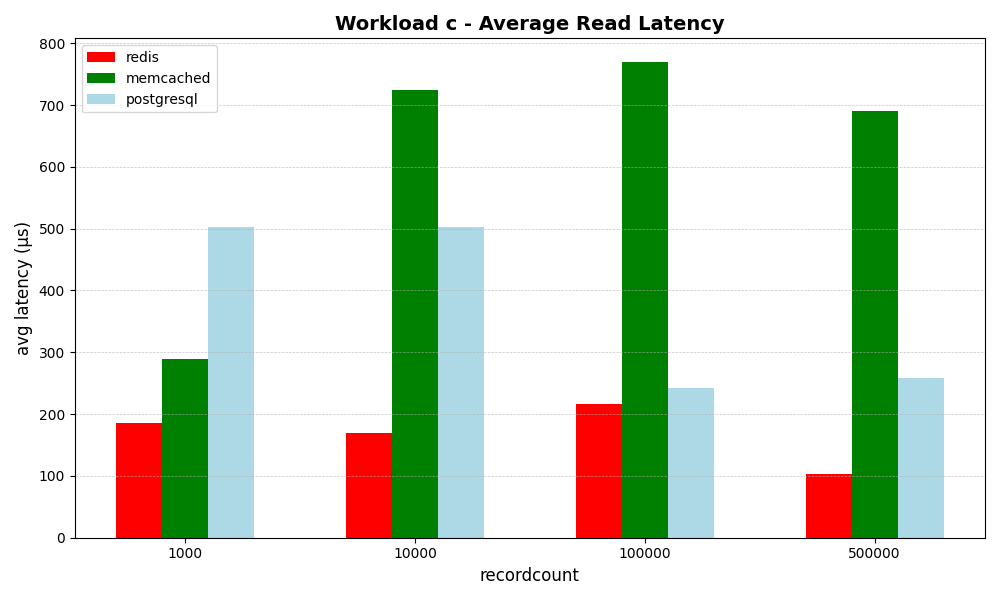 Workload c - Average Read Latency
redis
memcached
postgresql
avg latency (μs)
800
700
600
500
400
300
200
100
0
1000 10000 100000 500000
recordcount